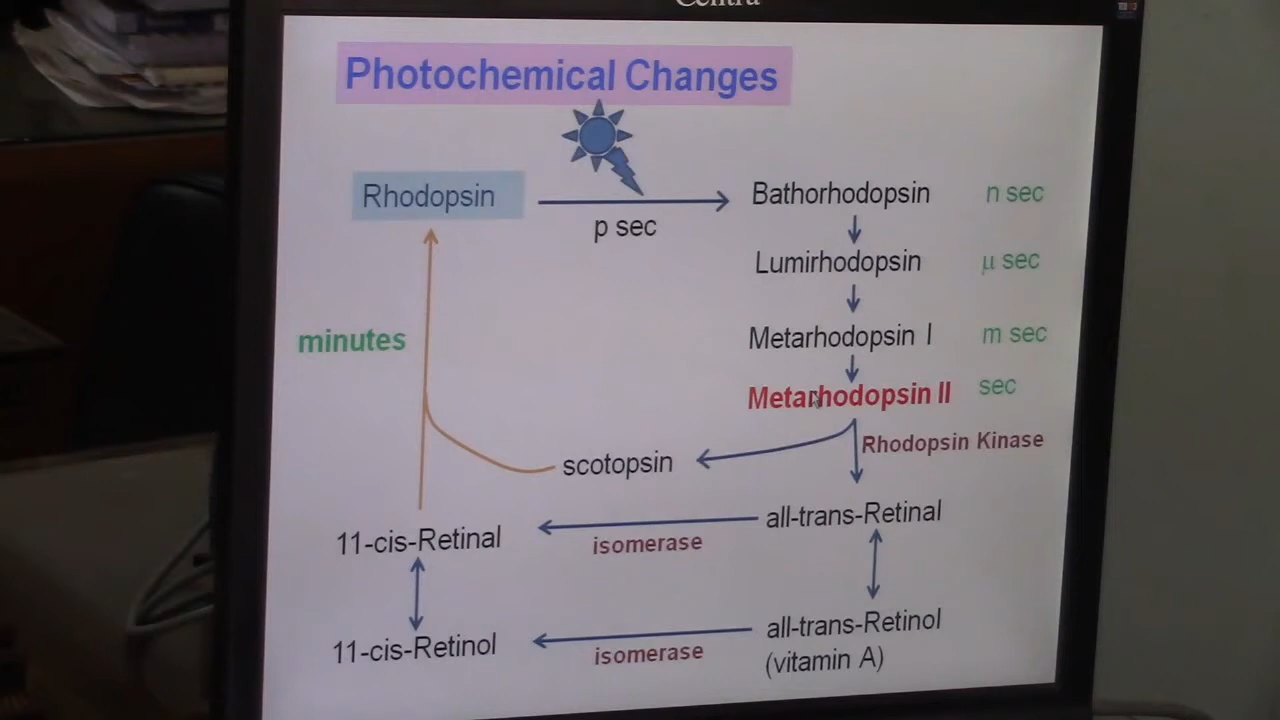 Photochemical Changes
Rhodopsin
p sec
Bathorhodopsin n sec
Lumirhodopsin μ sec
minutes
Metarhodopsin I m sec
Metarhodopsin II sec
Rhodopsin Kinase
scotopsin
all-trans-Retinal
11-cis-Retinal
isomerase
all-trans-Retinol
(vitamin A)
11-cis-Retinol
isomerase